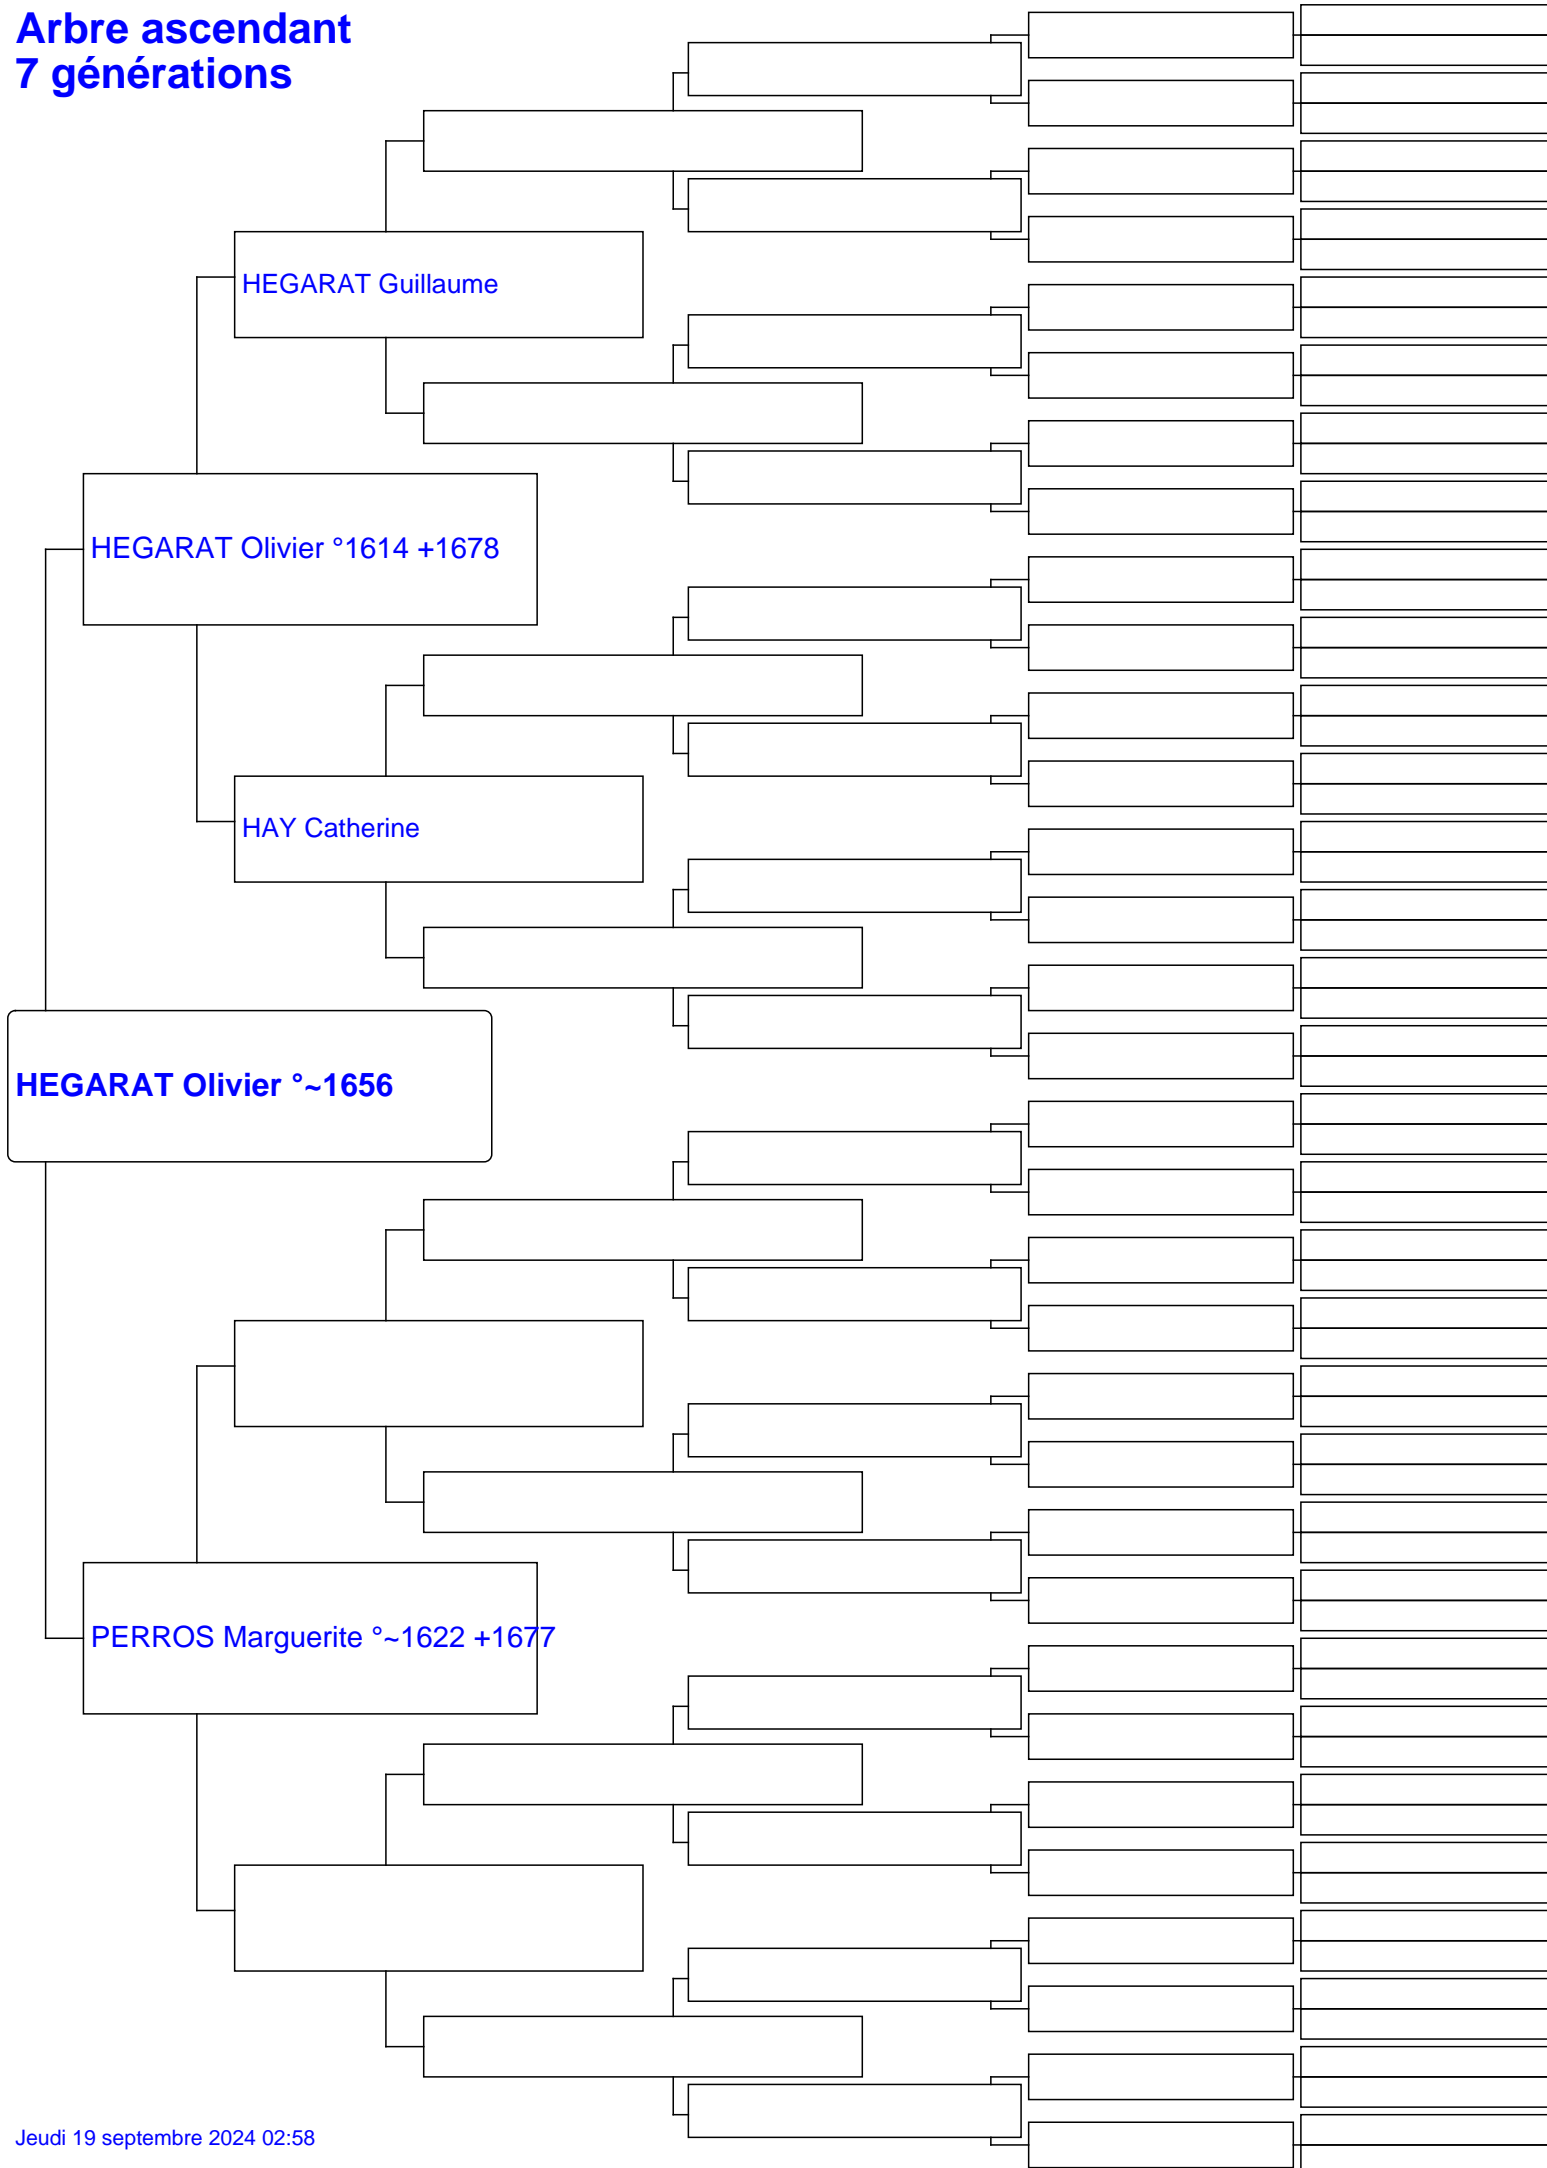 Arbre ascendant
7 générations
HEGARAT Guillaume
HEGARAT Olivier °1614 +1678
HAY Catherine
HEGARAT Olivier °~1656
PERROS Marguerite °~1622 +1677
Jeudi 19 septembre 2024 02:58